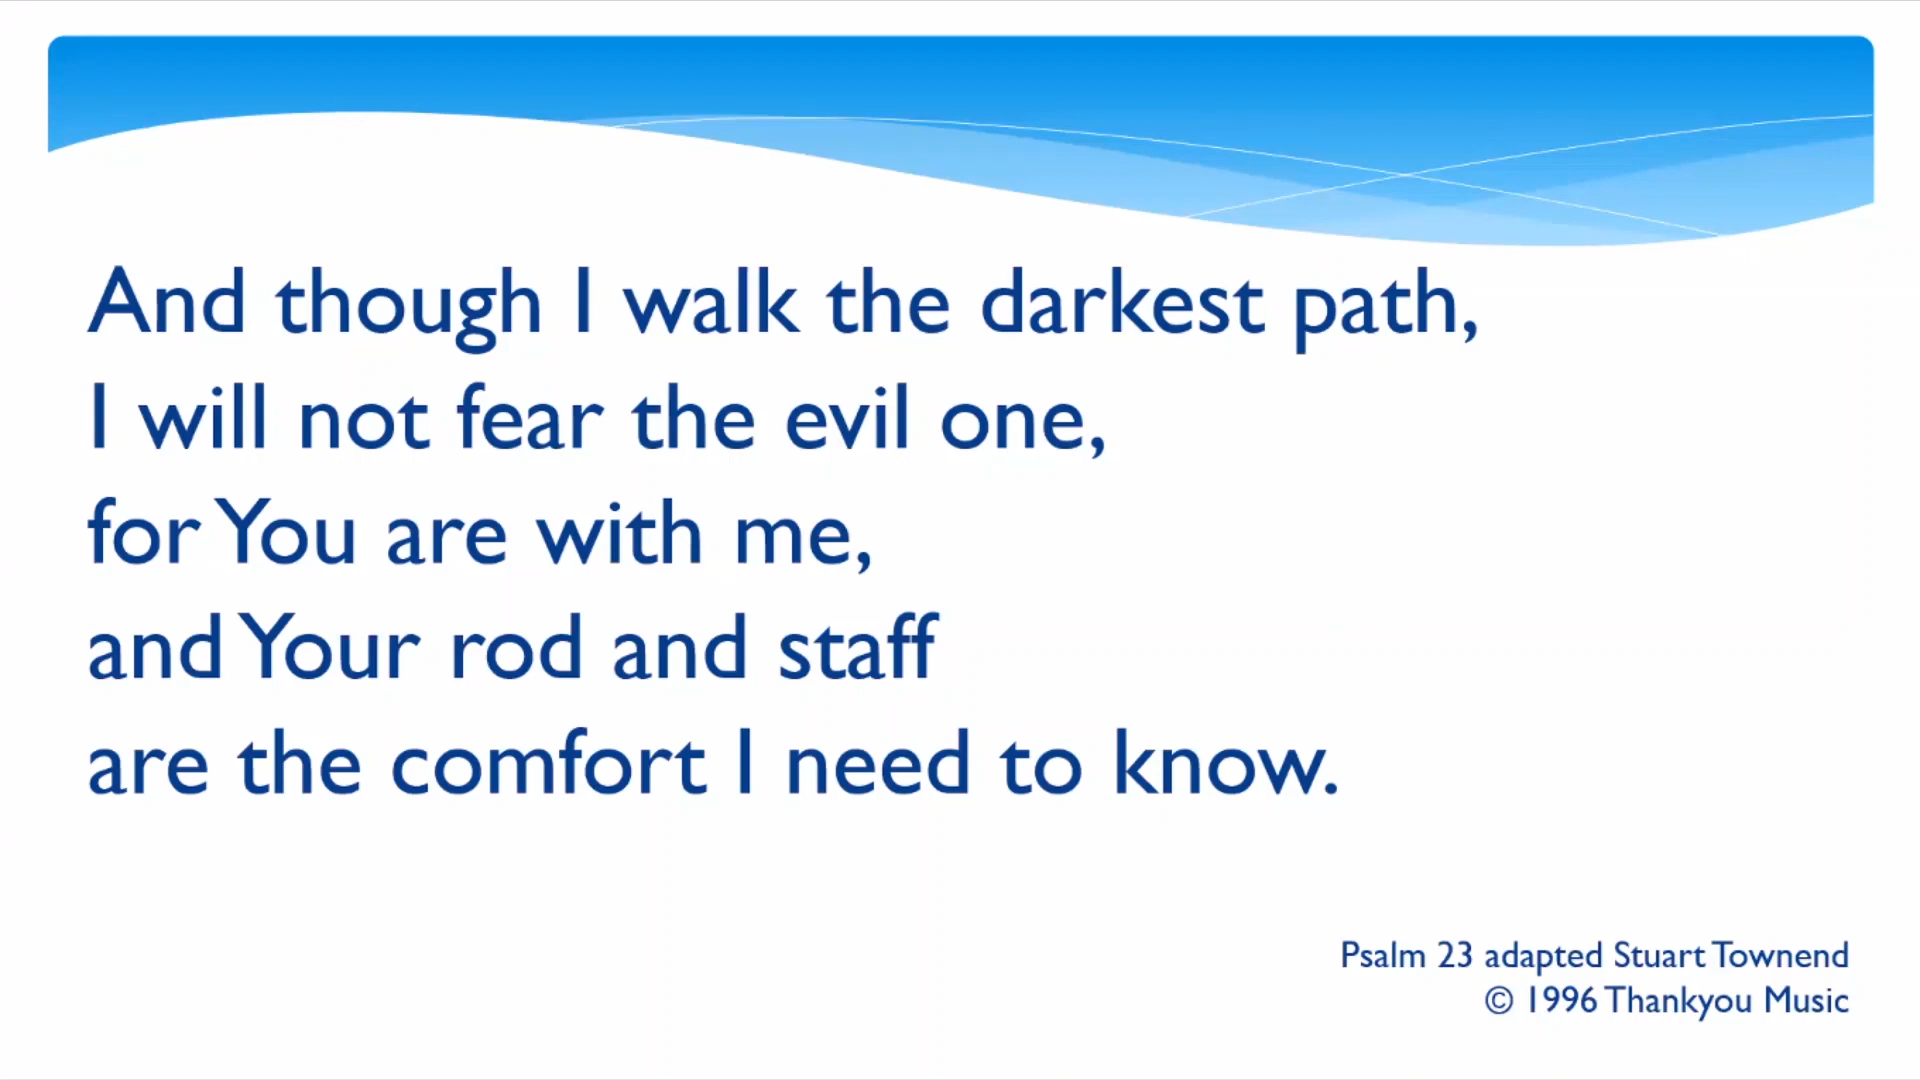 And though I walk the darkest path,
I will not fear the evil one,
for You are with me,
and Your rod and staff
are the comfort I need to know.
Psalm 23 adapted Stuart Townend
© 1996 Thankyou Music